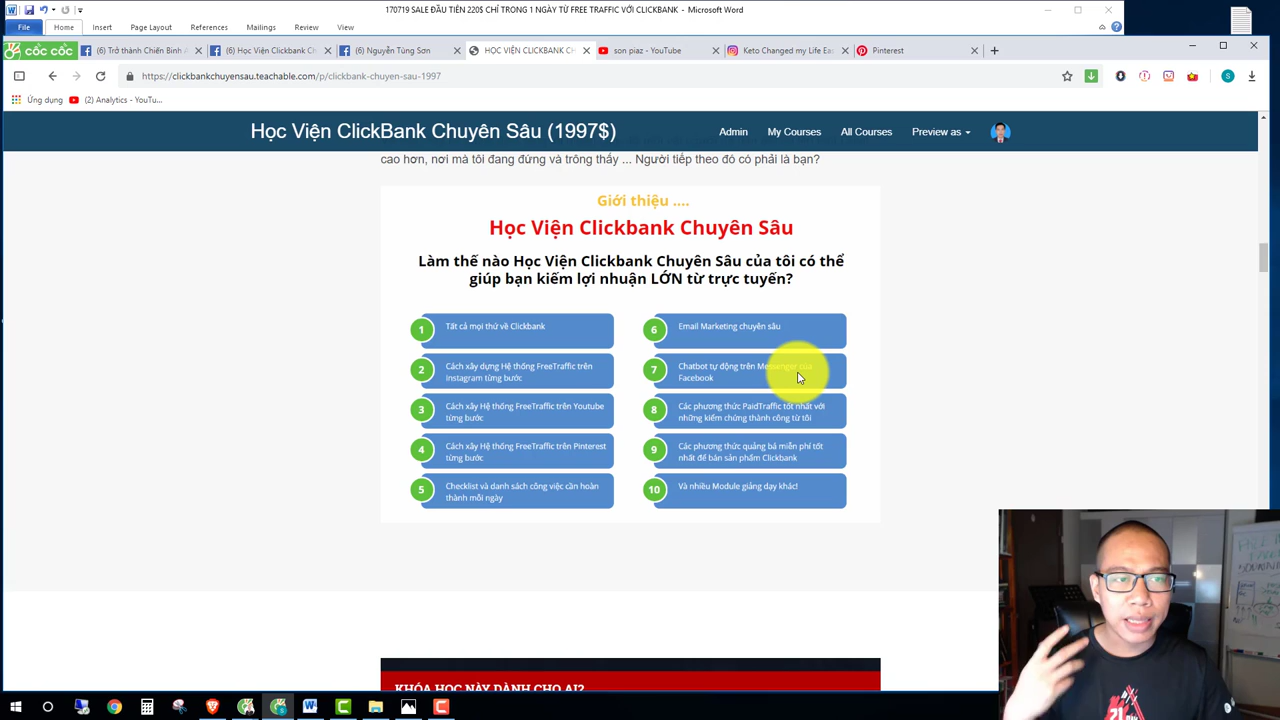 170719 SALE ĐẦU TIÊN 220$ CHỈ TRONG 1 NGÀY TỪ FREE TRAFFIC VỚI CLICKBANK - Microsoft Word
File Home Insert Page Layout References Mailings Review View
CỐC CỐC (6) Trở thành Chiến Binh (6) Học Viện Clickbank Ch (6) Nguyễn Tùng Sơn HỌC VIỆN CLICKBANK CH son piaz - YouTube Keto Changed my Life Ea Pinterest
https://clickbankchuyensau.teachable.com/p/clickbank-chuyen-sau-1997
Ứng dụng (2) Analytics - YouTu...
Học Viện ClickBank Chuyên Sâu (1997$) Admin My Courses All Courses Preview as
cao hơn, nơi mà tôi đang đứng và trông thấy ... Người tiếp theo đó có phải là bạn?
Giới thiệu ....
Học Viện Clickbank Chuyên Sâu
Làm thế nào Học Viện Clickbank Chuyên Sâu của tôi có thể
giúp bạn kiếm lợi nhuận LỚN từ trực tuyến?
1 Tất cả mọi thứ về Clickbank
2 Cách xây dựng Hệ thống FreeTraffic trên
Instagram từng bước
3 Cách xây Hệ thống FreeTraffic trên Youtube
từng bước
4 Cách xây Hệ thống FreeTraffic trên Pinterest
từng bước
5 Checklist và danh sách công việc cần hoàn
thành mỗi ngày
6 Email Marketing chuyên sâu
7 Chatbot tự động trên Messenger của
Facebook
8 Các phương thức PaidTraffic tốt nhất với
những kiểm chứng thành công từ tôi
9 Các phương thức quảng bá miễn phí tốt
nhất để bán sản phẩm Clickbank
10 Và nhiều Module giảng dạy khác!
KHÓA HỌC NÀY DÀNH CHO AI?
21